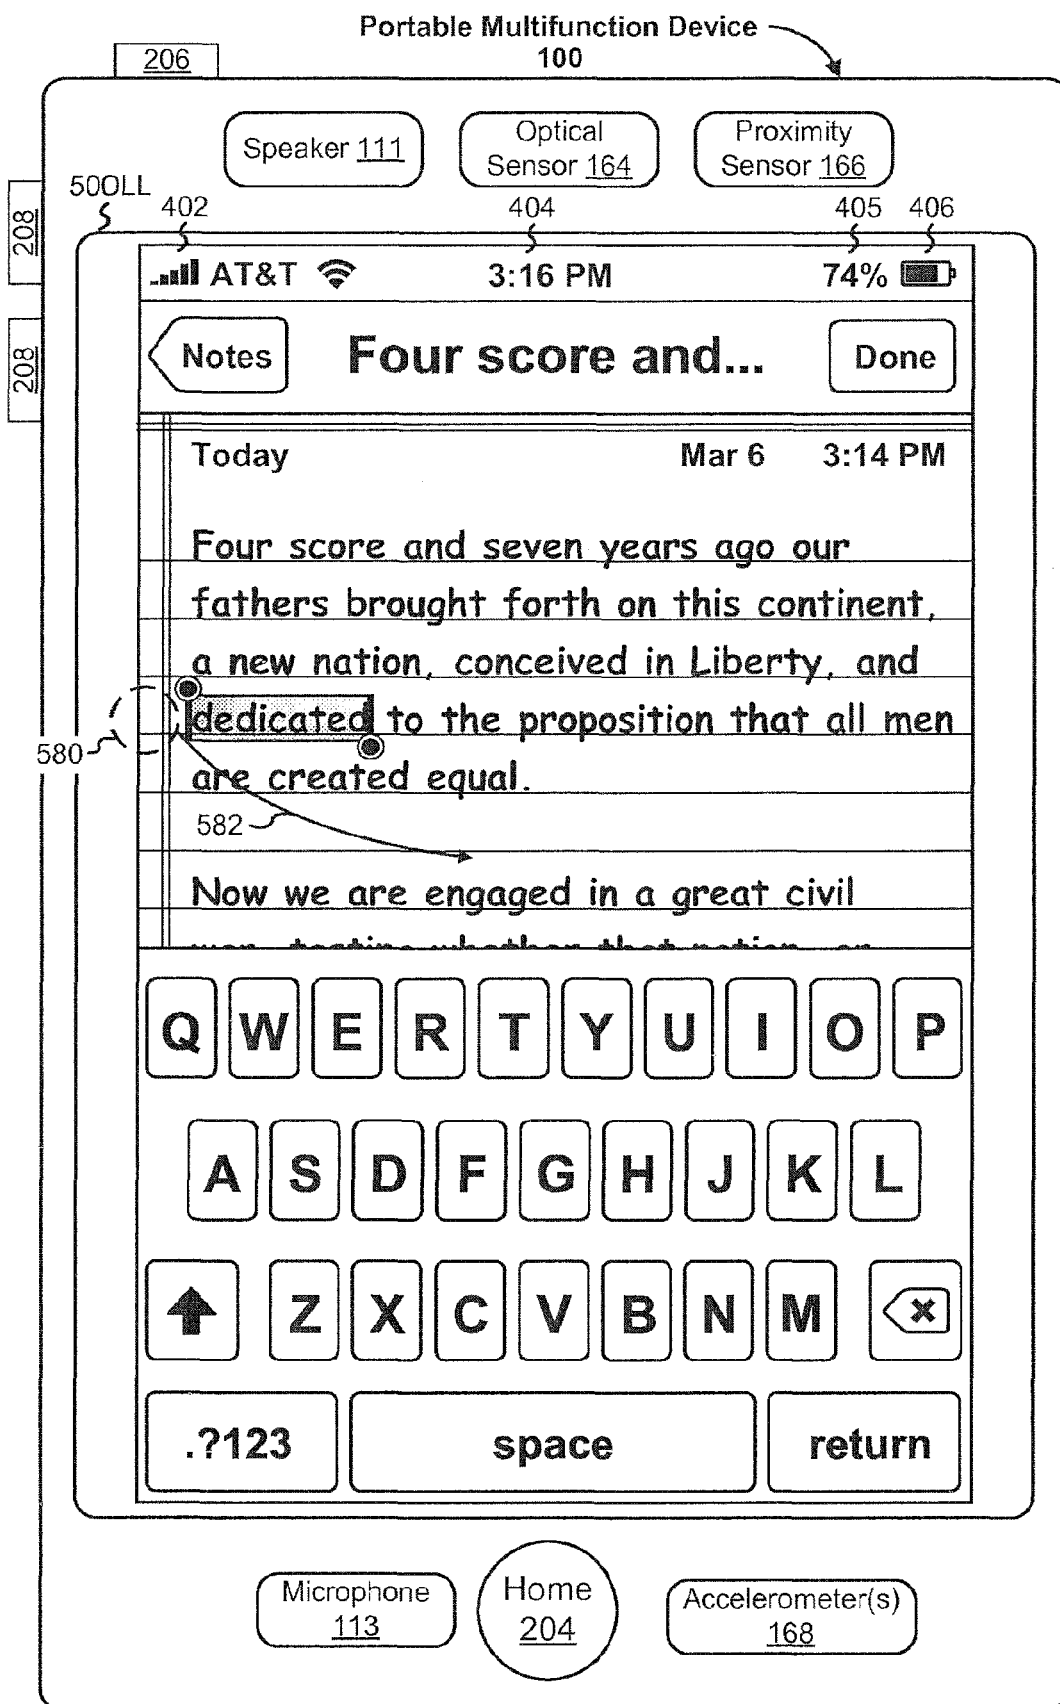 Portable Multifunction Device
100
206
Speaker 111
Optical
Sensor 164
Proximity
Sensor 166
208
500LL
402
404
405
406
AT&T 3:16 PM 74%
208
Notes Four score and... Done
Today Mar 6 3:14 PM
Four score and seven years ago our
fathers brought forth on this continent,
a new nation, conceived in Liberty, and
dedicated to the proposition that all men
580
are created equal.
582
Now we are engaged in a great civil
Q W E R T Y U I O P
A S D F G H J K L
Z X C V B N M
.?123 space return
Microphone
113
Home
204
Accelerometer(s)
168